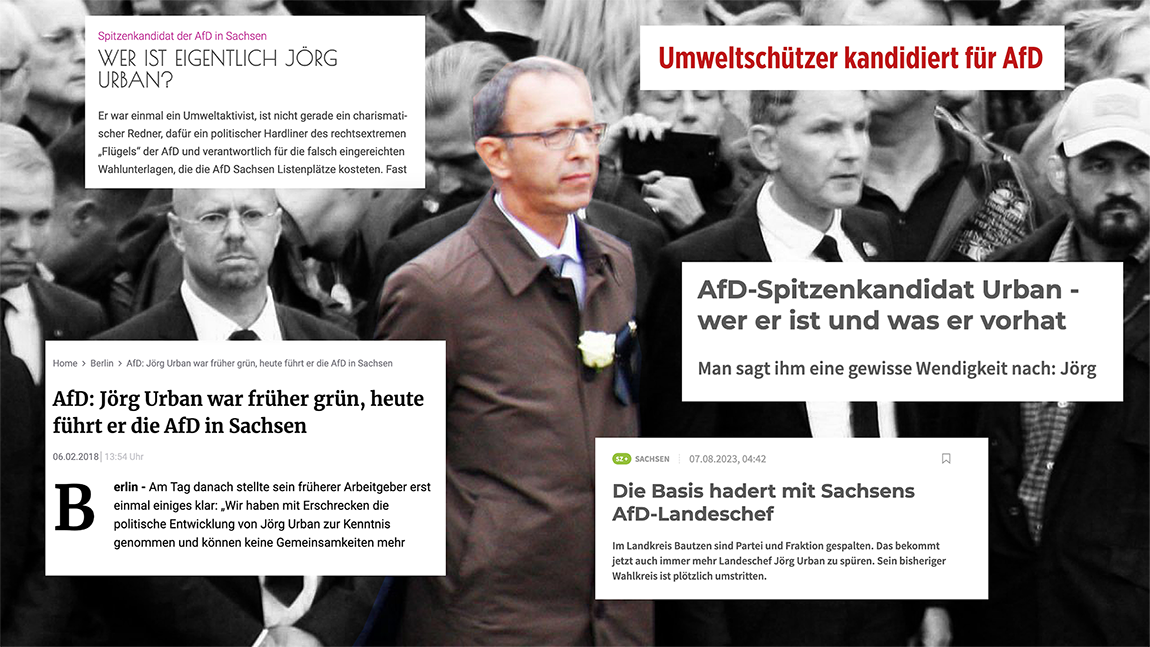 Spitzenkandidat der AfD in Sachsen
WER IST EIGENTLICH JÖRG
URBAN?
Er war einmal ein Umweltaktivist, ist nicht gerade ein charismati-
scher Redner, dafür ein politischer Hardliner des rechtsextremen
„Flügels“ der AfD und verantwortlich für die falsch eingereichten
Wahlunterlagen, die die AfD Sachsen Listenplätze kosteten. Fast
Umweltschützer kandidiert für AfD
AfD-Spitzenkandidat Urban -
wer er ist und was er vorhat
Man sagt ihm eine gewisse Wendigkeit nach: Jörg
Home > Berlin > AfD: Jörg Urban war früher grün, heute führt er die AfD in Sachsen
AfD: Jörg Urban war früher grün, heute
führt er die AfD in Sachsen
06.02.2018| 13:54 Uhr
Berlin - Am Tag danach stellte sein früherer Arbeitgeber erst
einmal einiges klar: „Wir haben mit Erschrecken die
politische Entwicklung von Jörg Urban zur Kenntnis
genommen und können keine Gemeinsamkeiten mehr
SZ+ SACHSEN | 07.08.2023, 04:42
Die Basis hadert mit Sachsens
AfD-Landeschef
Im Landkreis Bautzen sind Partei und Fraktion gespalten. Das bekommt
jetzt auch immer mehr Landeschef Jörg Urban zu spüren. Sein bisheriger
Wahlkreis ist plötzlich umstritten.